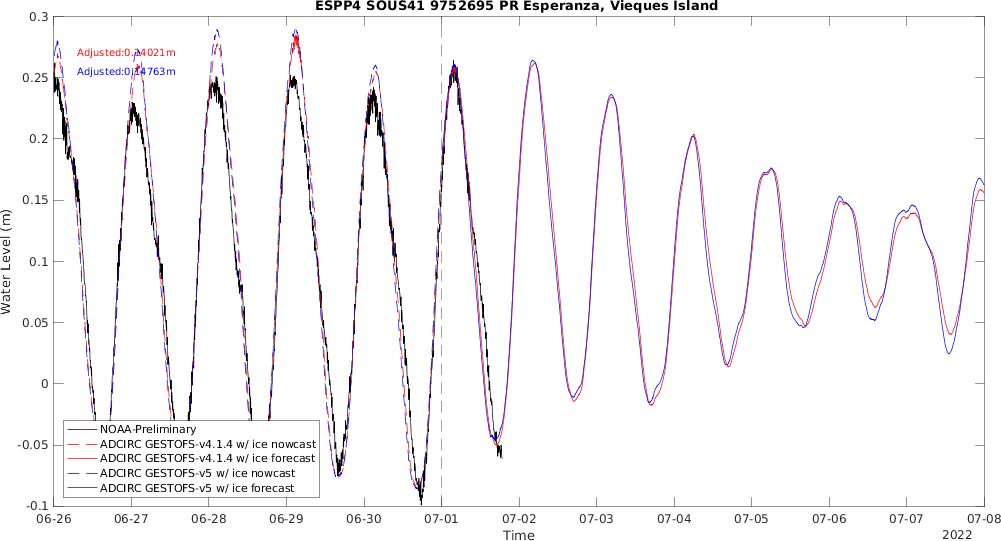 ESPP4 SOUS41 9752695 PR Esperanza, Vieques Island
0.3
0.25
0.2
0.15
0.1
0.05
0
-0.05
-0.1
Water Level (m)
Adjusted:0.14021m
Adjusted:0.14763m
NOAA-Preliminary
ADCIRC GESTOFS-v4.1.4 w/ ice nowcast
ADCIRC GESTOFS-v4.1.4 w/ ice forecast
ADCIRC GESTOFS-v5 w/ ice nowcast
ADCIRC GESTOFS-v5 w/ ice forecast
06-26 06-27 06-28 06-29 06-30 07-01 07-02 07-03 07-04 07-05 07-06 07-07 07-08
Time
2022